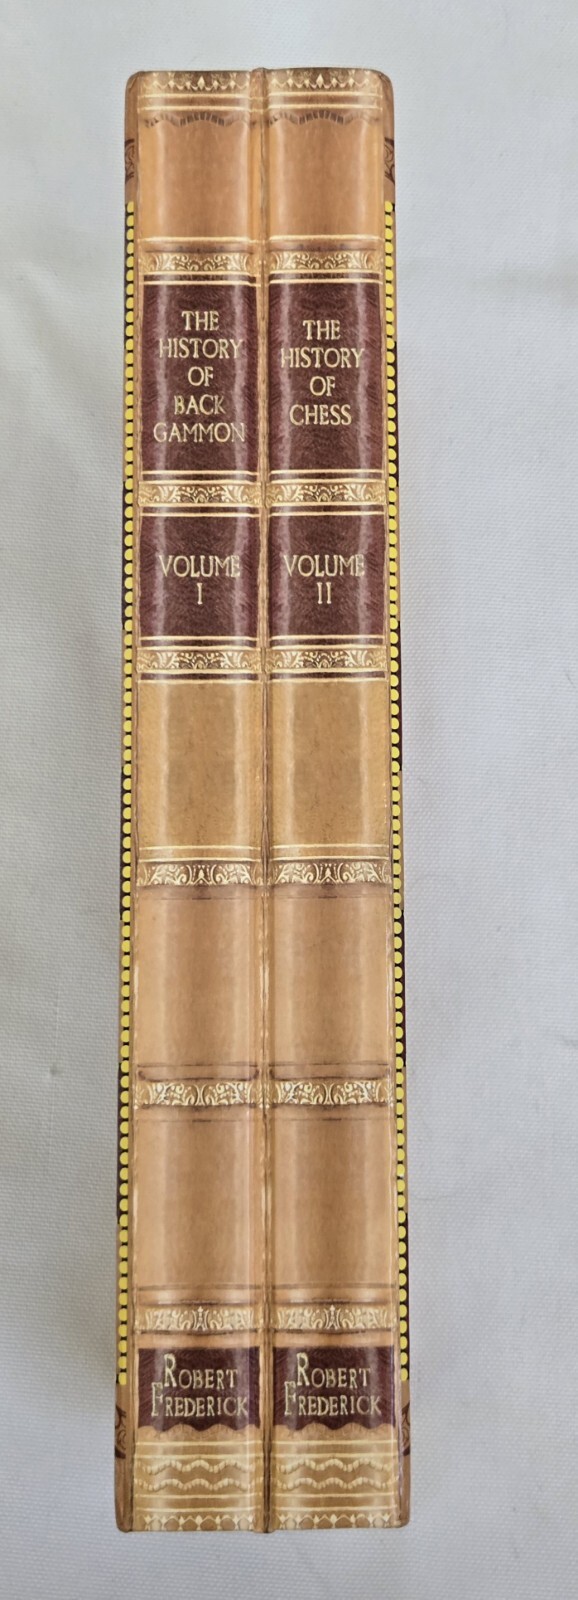 THE
HISTORY
OF
BACK
GAMMON
VOLUME
I
ROBERT
FREDERICK
THE
HISTORY
OF
CHESS
VOLUME
II
ROBERT
FREDERICK